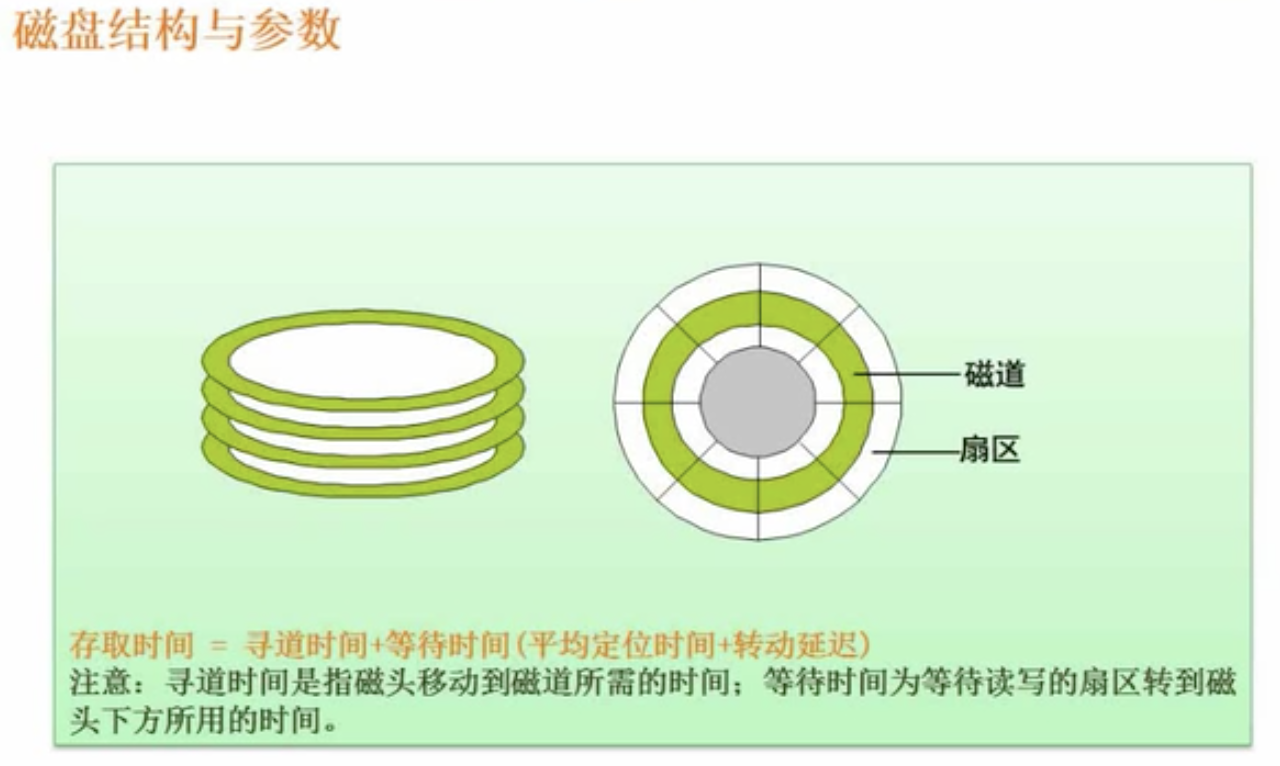 磁盘结构与参数
磁道
扇区
存取时间 = 寻道时间+等待时间(平均定位时间+转动延迟)
注意：寻道时间是指磁头移动到磁道所需的时间；等待时间为等待读写的扇区转到磁
头下方所用的时间。